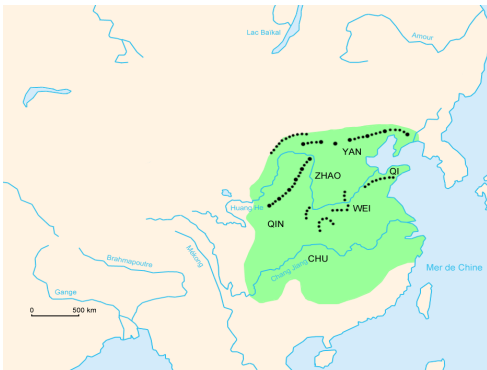 Lac Baïkal
Amour
YAN
QI
ZHAO
Huang He
WEI
QIN
Mékong
Brahmapoutre
CHU
Chang Jiang
Mer de Chine
Gange
0 500 km